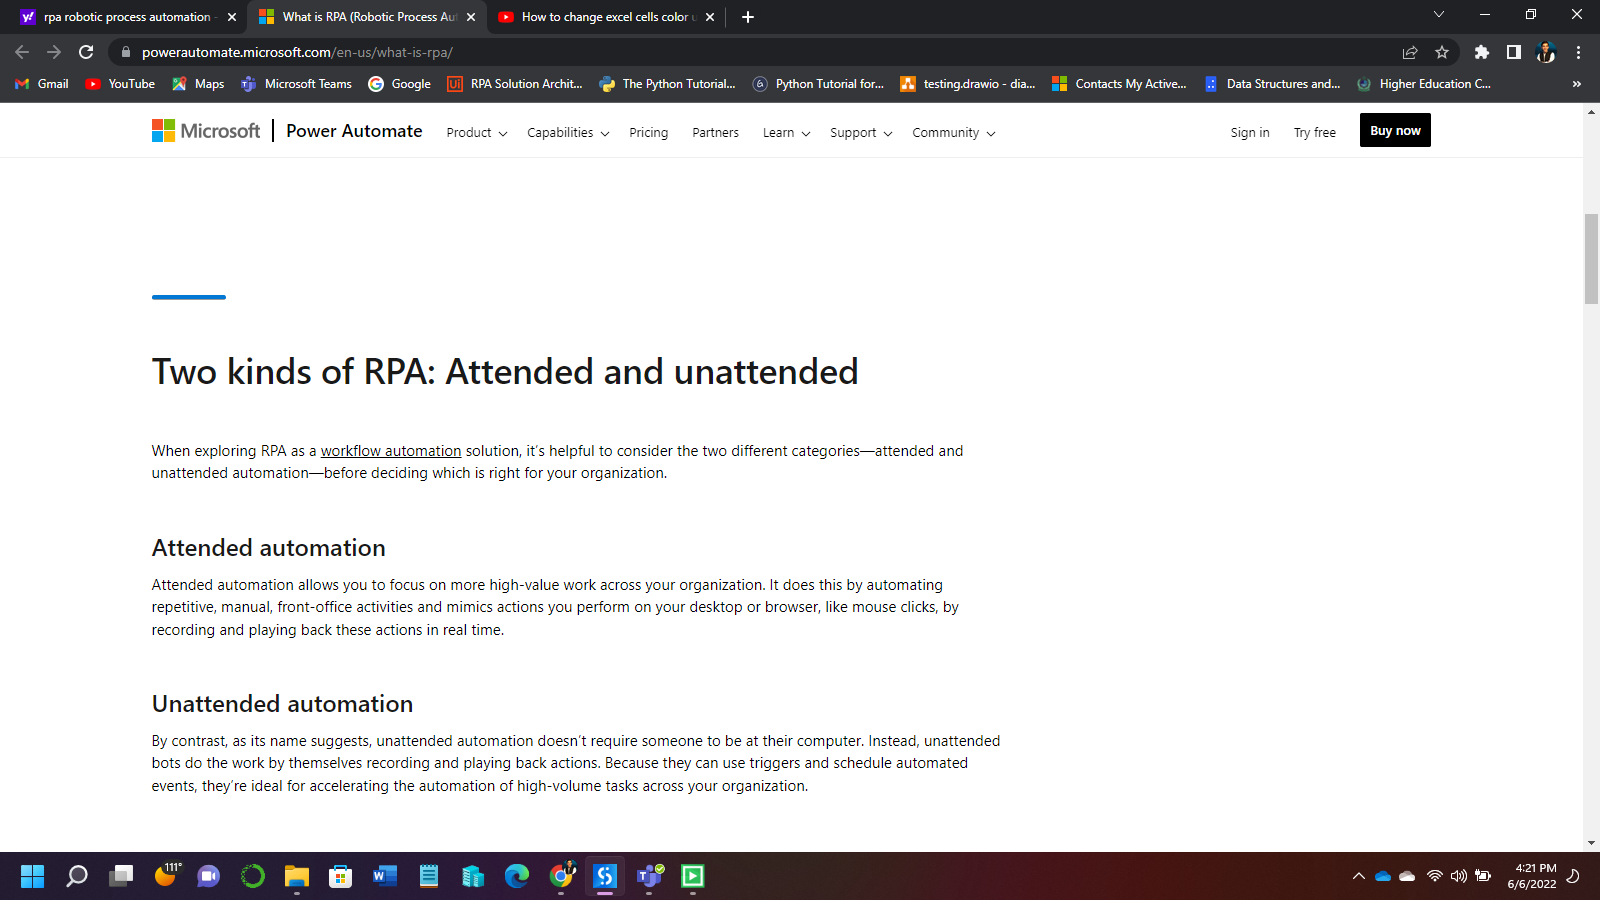 rpa robotic process automation -
What is RPA (Robotic Process Aut
How to change excel cells color u
powerautomate.microsoft.com/en-us/what-is-rpa/
Gmail
YouTube
Maps
Microsoft Teams
Google
RPA Solution Archit...
The Python Tutorial...
Python Tutorial for...
testing.drawio – dia...
Contacts My Active...
Data Structures and...
Higher Education C...
»
Microsoft
Power Automate
Product
Capabilities
Pricing
Partners
Learn
Support
Community
Sign in
Try free
Buy now
Two kinds of RPA: Attended and unattended
When exploring RPA as a workflow automation solution, it’s helpful to consider the two different categories—attended and
unattended automation—before deciding which is right for your organization.
Attended automation
Attended automation allows you to focus on more high-value work across your organization. It does this by automating
repetitive, manual, front-office activities and mimics actions you perform on your desktop or browser, like mouse clicks, by
recording and playing back these actions in real time.
Unattended automation
By contrast, as its name suggests, unattended automation doesn’t require someone to be at their computer. Instead, unattended
bots do the work by themselves recording and playing back actions. Because they can use triggers and schedule automated
events, they’re ideal for accelerating the automation of high-volume tasks across your organization.
111°
4:21 PM
6/6/2022